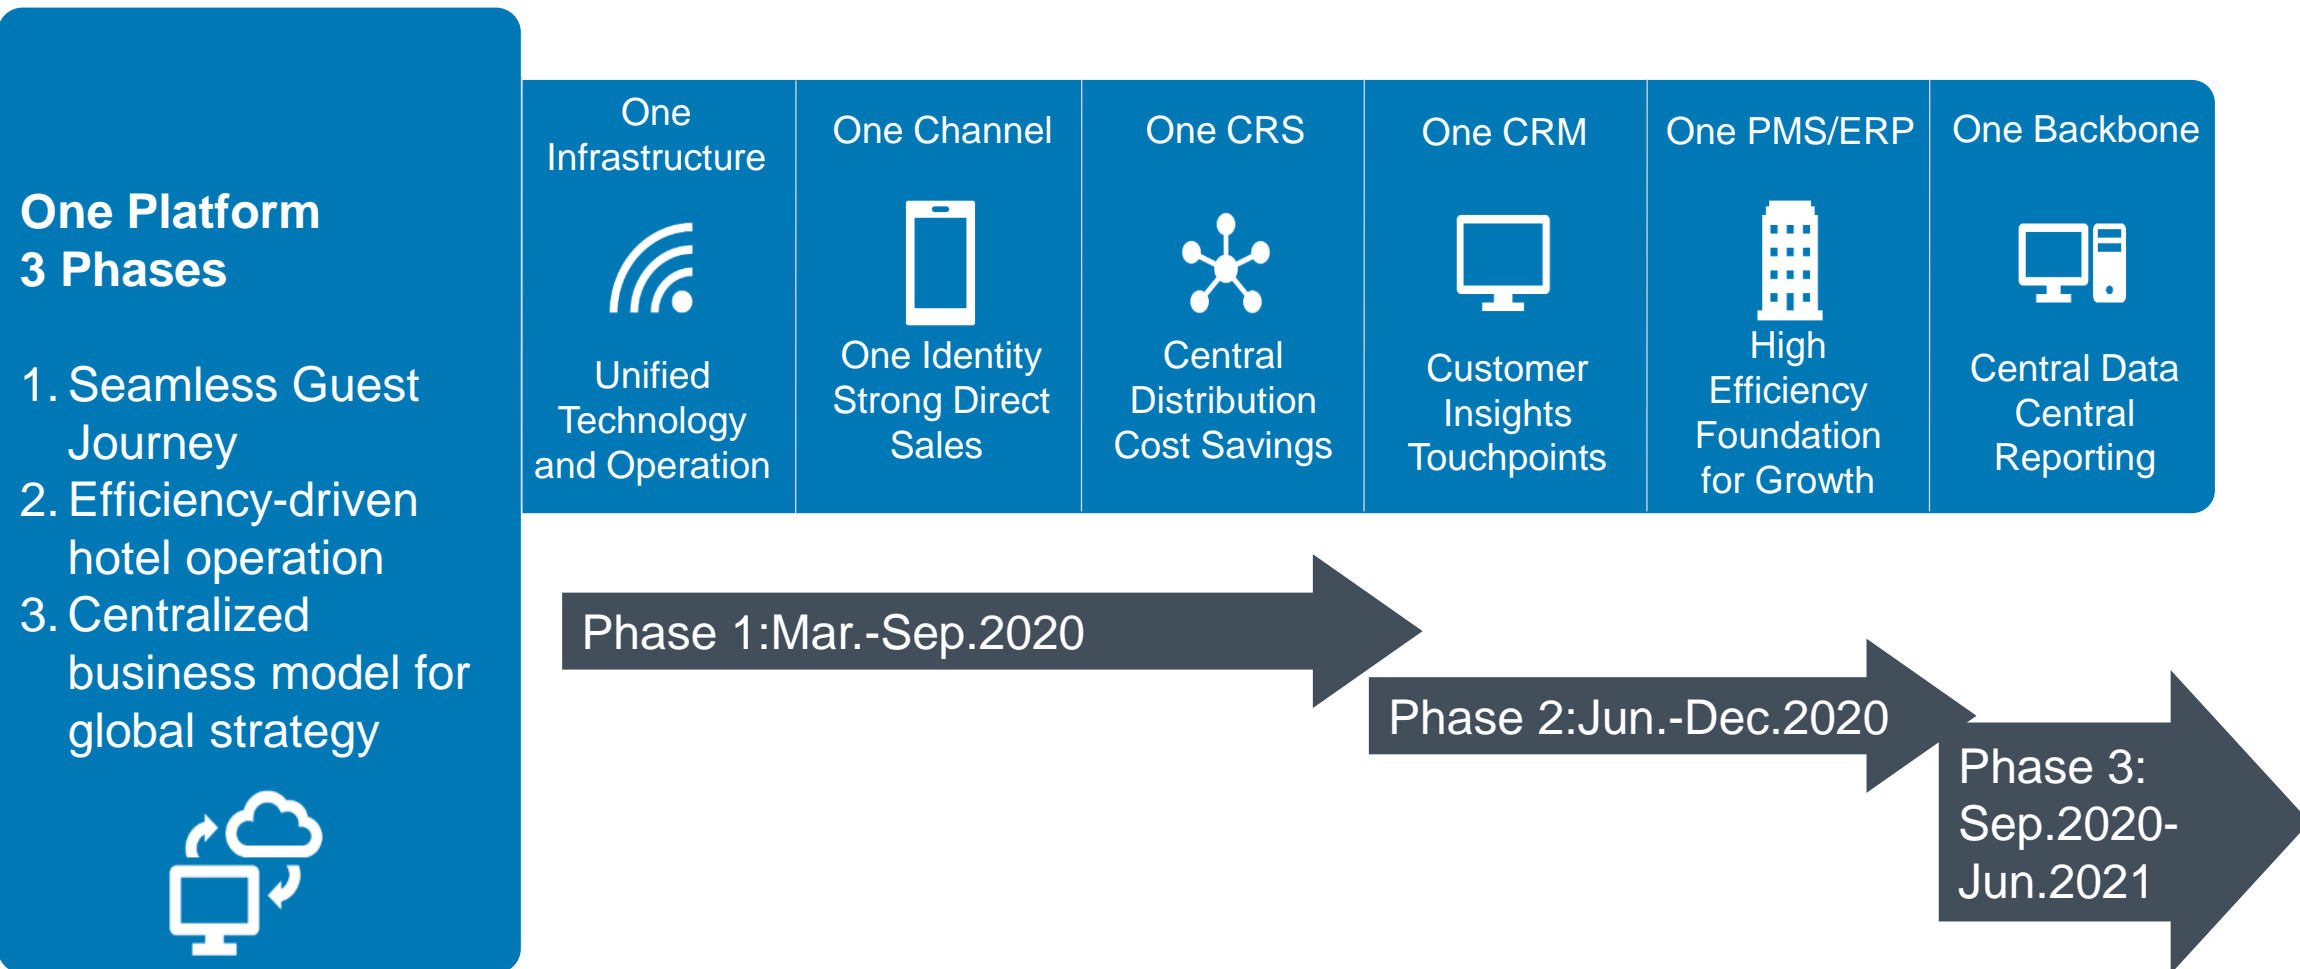 One Platform
3 Phases
1. Seamless Guest
Journey
2. Efficiency-driven
hotel operation
3. Centralized
business model for
global strategy
One
Infrastructure
Unified
Technology
and Operation
One Channel
One Identity
Strong Direct
Sales
One CRS
Central
Distribution
Cost Savings
One CRM
Customer
Insights
Touchpoints
One PMS/ERP
High
Efficiency
Foundation
for Growth
One Backbone
Central Data
Central
Reporting
Phase 1:Mar.-Sep.2020
Phase 2:Jun.-Dec.2020
Phase 3:
Sep.2020-
Jun.2021